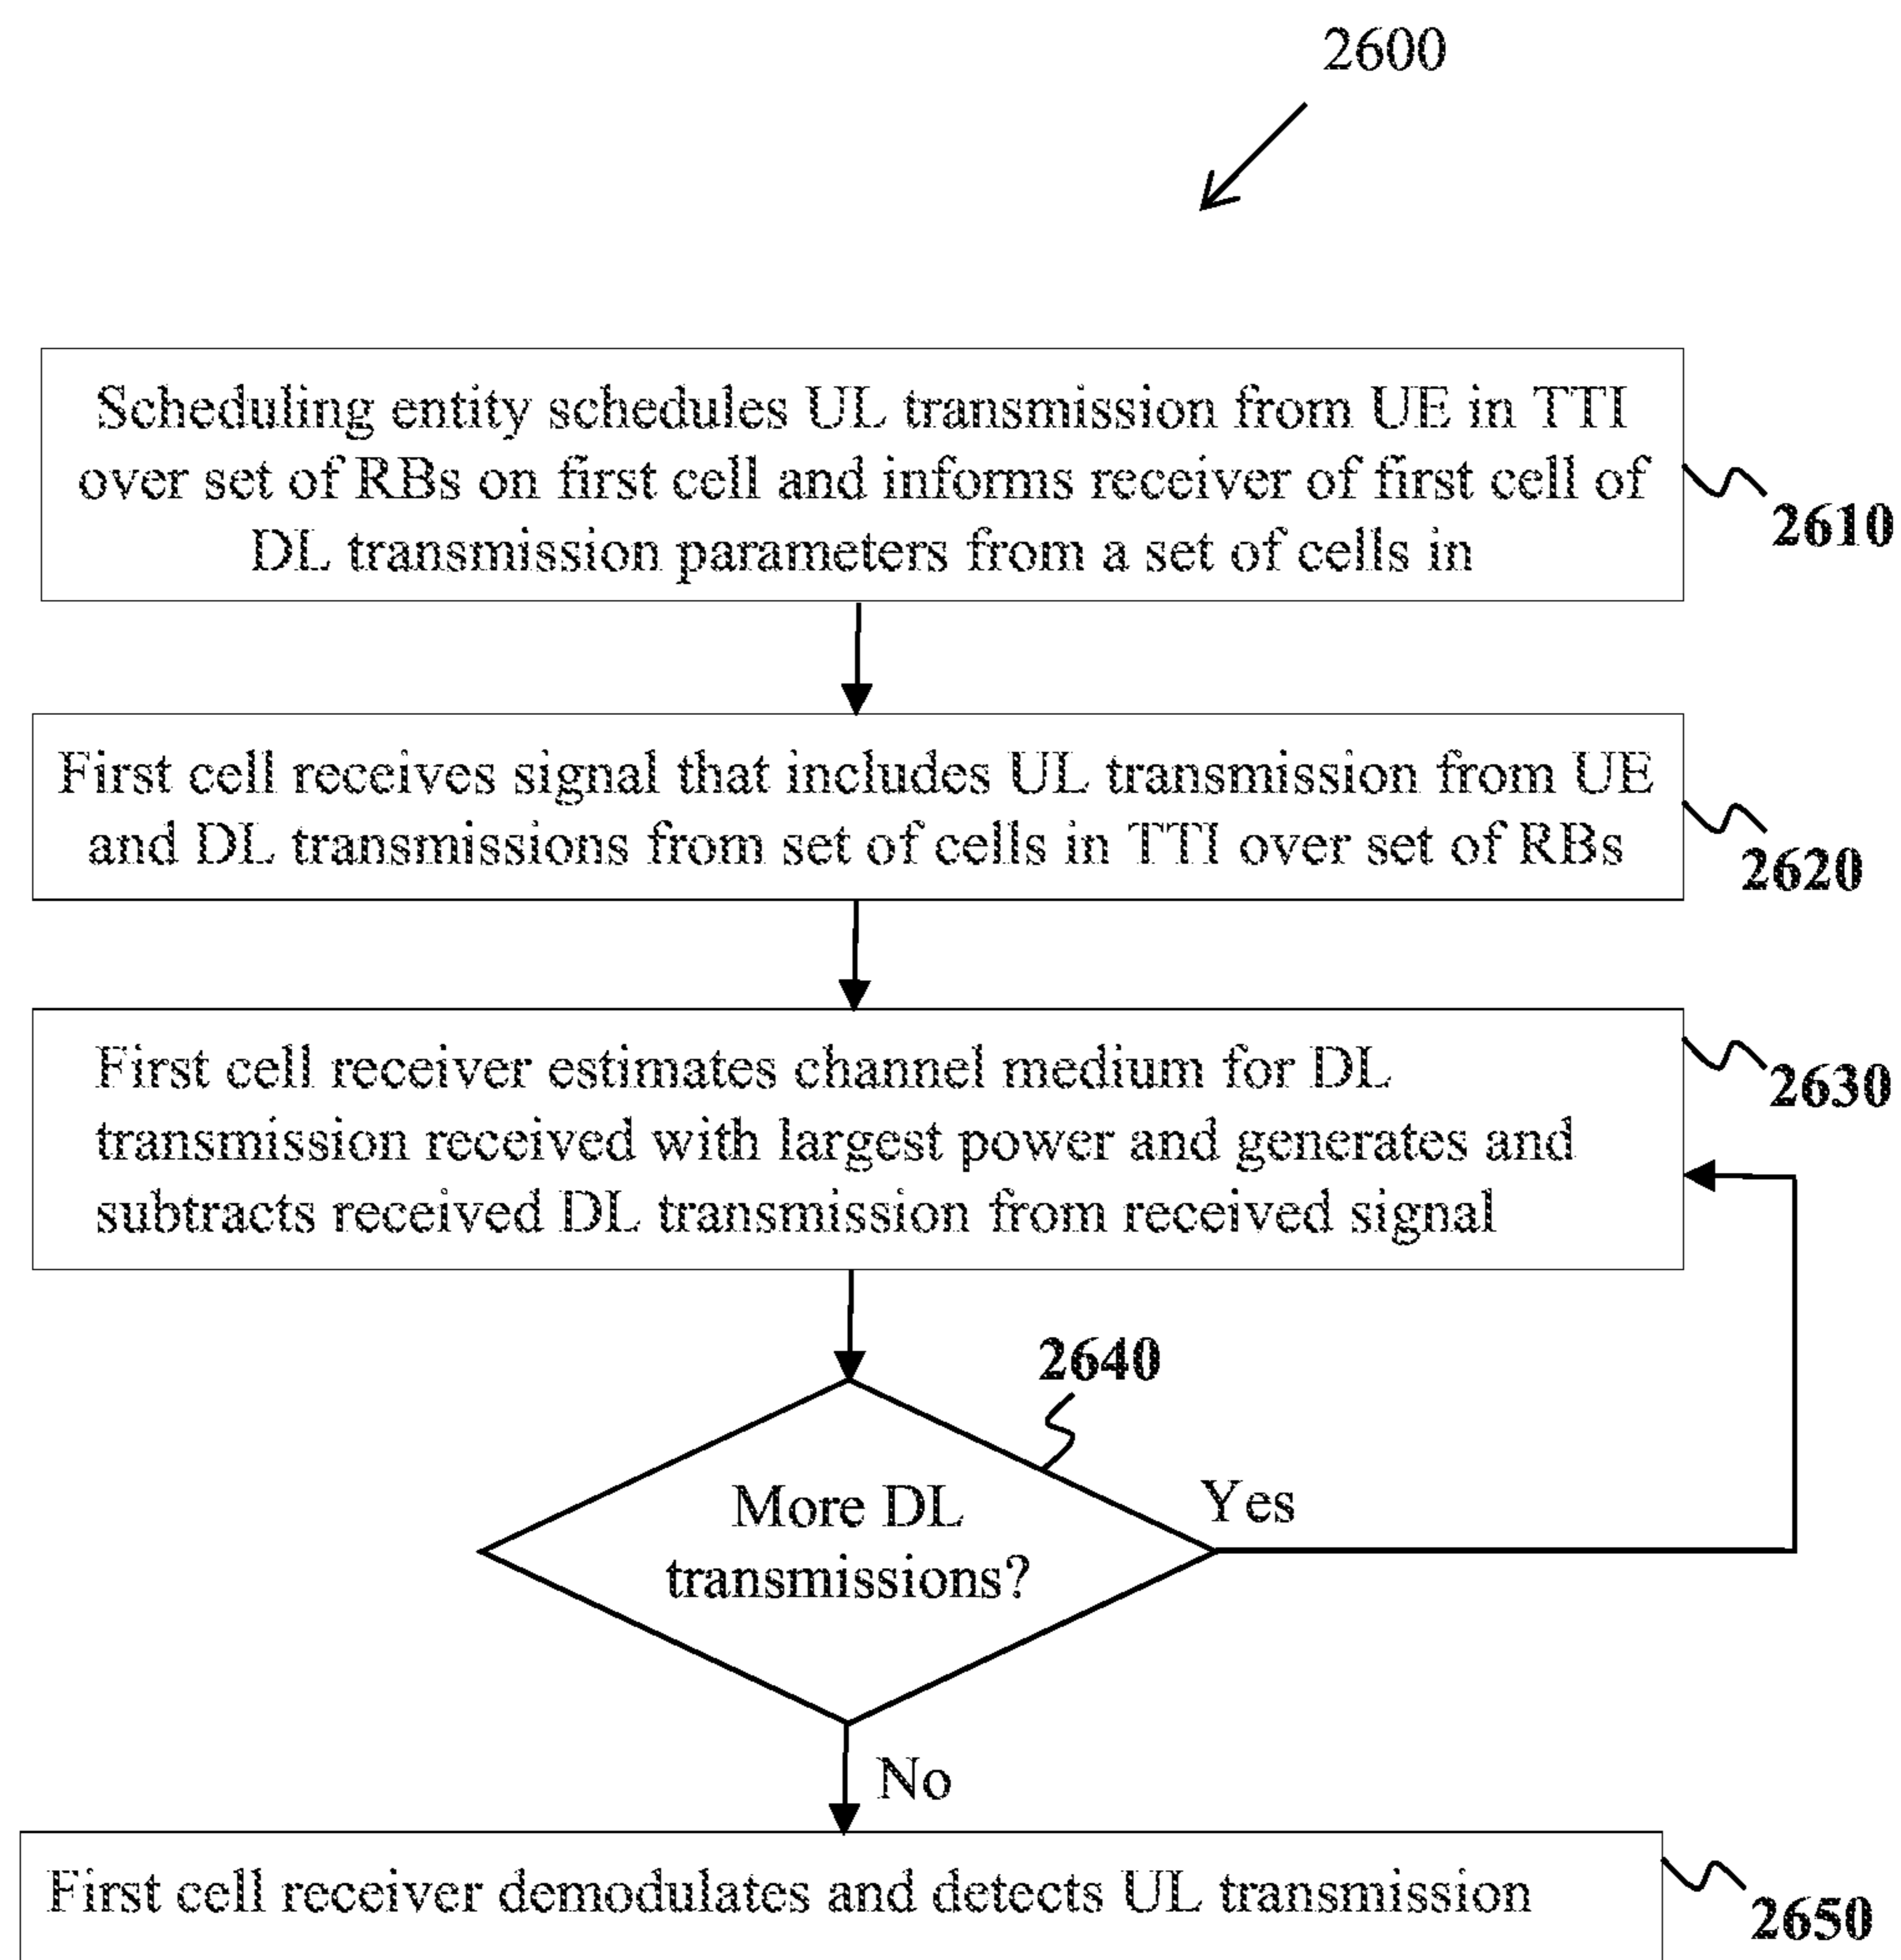 2600
Scheduling entity schedules UL transmission from UE in TTI
over set of RBs on first cell and informs receiver of first cell of
DL transmission parameters from a set of cells in
2610
First cell receives signal that includes UL transmission from UE
and DL transmissions from set of cells in TTI over set of RBs
2620
First cell receiver estimates channel medium for DL
transmission received with largest power and generates and
subtracts received DL transmission from received signal
2630
2640
More DL
transmissions?
Yes
No
First cell receiver demodulates and detects UL transmission
2650